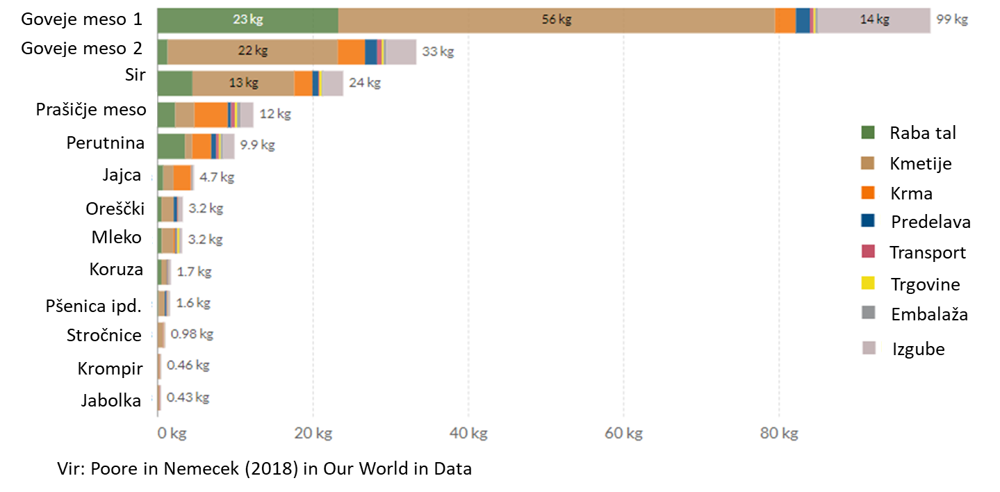 Goveje meso 1 23 kg 56 kg 14 kg 99 kg
Goveje meso 2 22 kg 33 kg
Sir 13 kg 24 kg
Prašičje meso 12 kg
Perutnina 9.9 kg
Jajca 4.7 kg
Oreščki 3.2 kg
Mleko 3.2 kg
Koruza 1.7 kg
Pšenica ipd. 1.6 kg
Stročnice 0.98 kg
Krompir 0.46 kg
Jabolka 0.43 kg
0 kg 20 kg 40 kg 60 kg 80 kg
Raba tal
Kmetije
Krma
Predelava
Transport
Trgovine
Embalaža
Izgube
Vir: Poore in Nemecek (2018) in Our World in Data